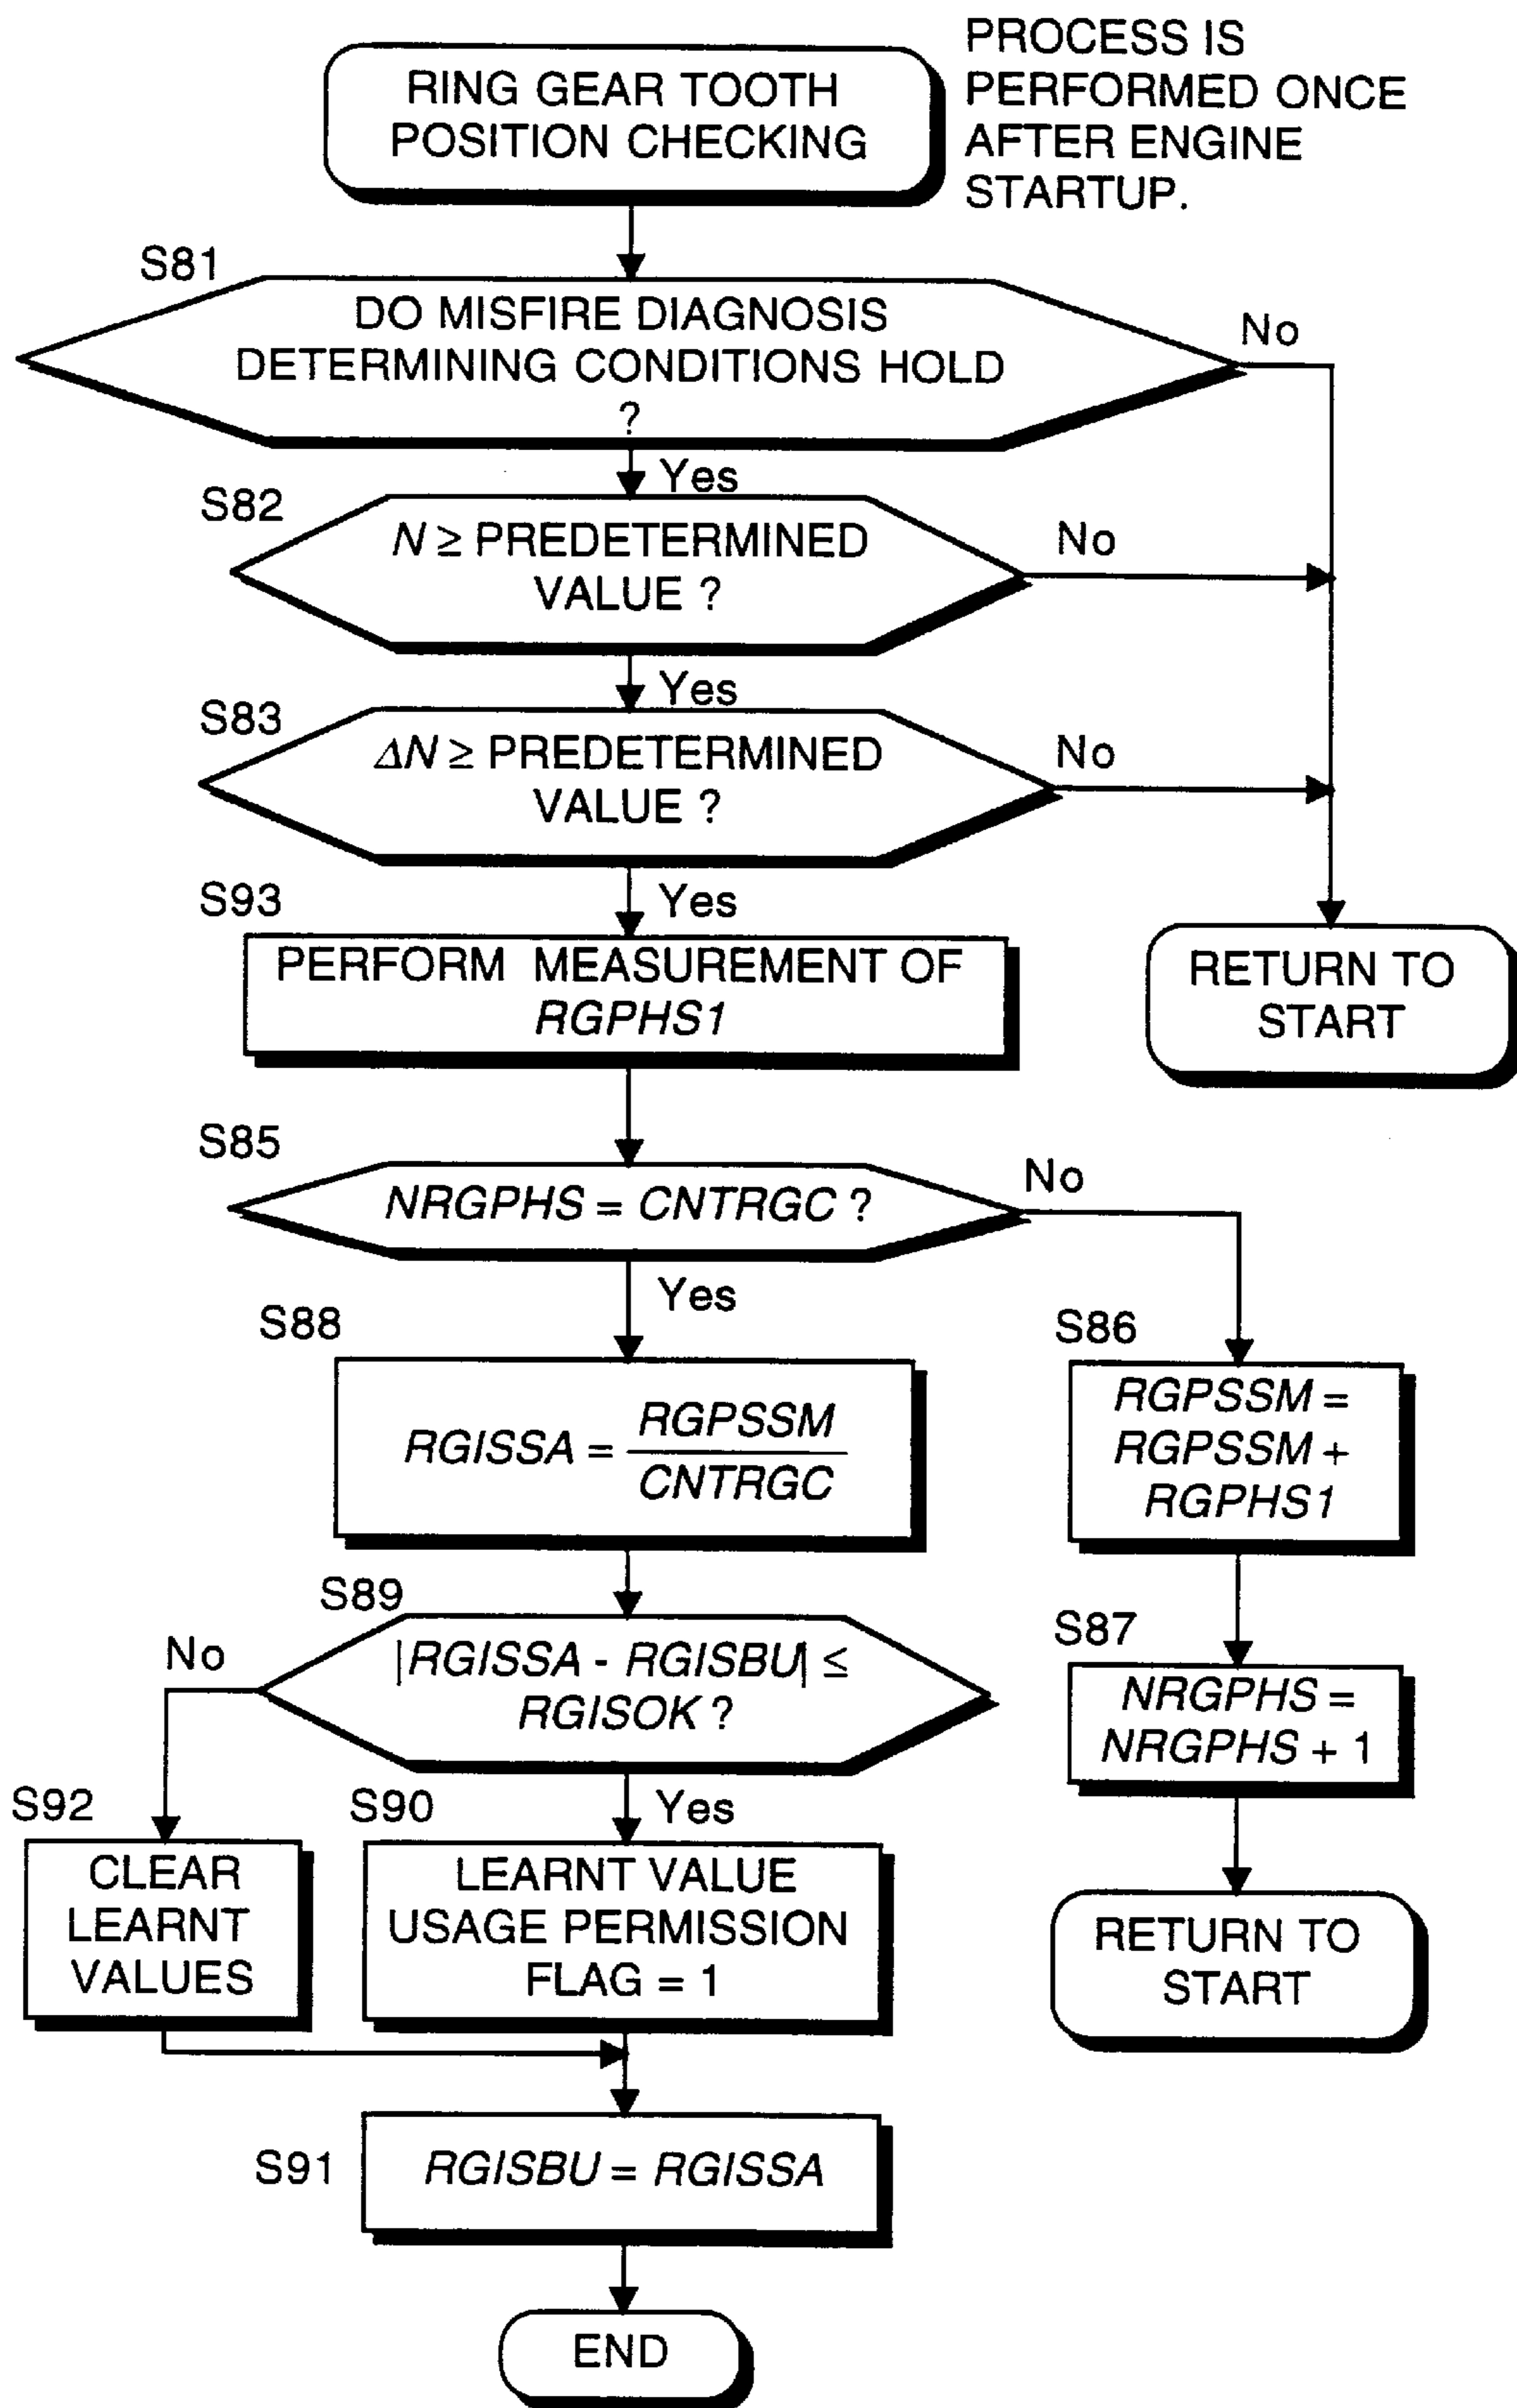 RING GEAR TOOTH
POSITION CHECKING
PROCESS IS
PERFORMED ONCE
AFTER ENGINE
STARTUP.
S81
DO MISFIRE DIAGNOSIS
DETERMINING CONDITIONS HOLD
?
No
Yes
S82
N ≥ PREDETERMINED
VALUE ?
No
Yes
S83
ΔN ≥ PREDETERMINED
VALUE ?
No
Yes
S93
PERFORM MEASUREMENT OF
RGPHS1
RETURN TO
START
S85
NRGPHS = CNTRGC ?
No
Yes
S88
RGISSA = RGPSSM
CNTRGC
S86
RGPSSM =
RGPSSM +
RGPHS1
S89
|RGISSA - RGISBU| ≤
RGISOK ?
No
Yes
S87
NRGPHS =
NRGPHS + 1
S92
CLEAR
LEARNT
VALUES
S90
LEARNT VALUE
USAGE PERMISSION
FLAG = 1
RETURN TO
START
S91
RGISBU = RGISSA
END